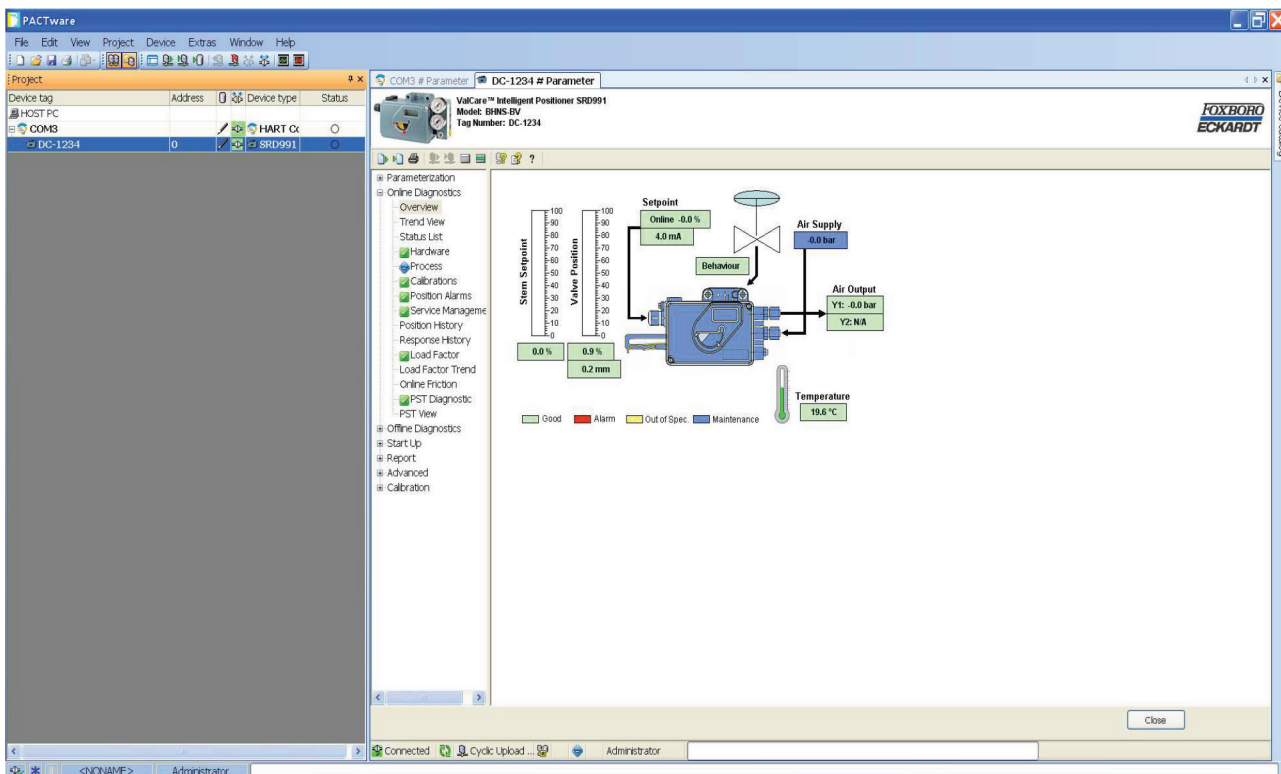 PACTware
File Edit View Project Device Extras Window Help
Project
Device tag Address Device type Status
HOST PC
COM3 HART Co
DC-1234 0 SRD991
COM3 # Parameter DC-1234 # Parameter
ValCare™ Intelligent Positioner SRD991
Model: BHNS-BV
Tag Number: DC-1234
FOXBORO
ECKARDT
?
Parameterization
Online Diagnostics
Overview
Trend View
Status List
Hardware
Process
Calibrations
Position Alarms
Service Manageme
Position History
Response History
Load Factor
Load Factor Trend
Online Friction
PST Diagnostic
PST View
Offline Diagnostics
Start Up
Report
Advanced
Calibration
Stem Setpoint
100
90
80
70
60
50
40
30
20
10
0
0.0 %
Valve Position
100
90
80
70
60
50
40
30
20
10
0
0.9 %
0.2 mm
Setpoint
Online -0.0 %
4.0 mA
Behaviour
Air Supply
-0.0 bar
Air Output
Y1: -0.0 bar
Y2: N/A
Temperature
19.6 °C
Good Alarm Out of Spec. Maintenance
Close
Connected Cyclic Upload ... Administrator
<NONAME> Administrator